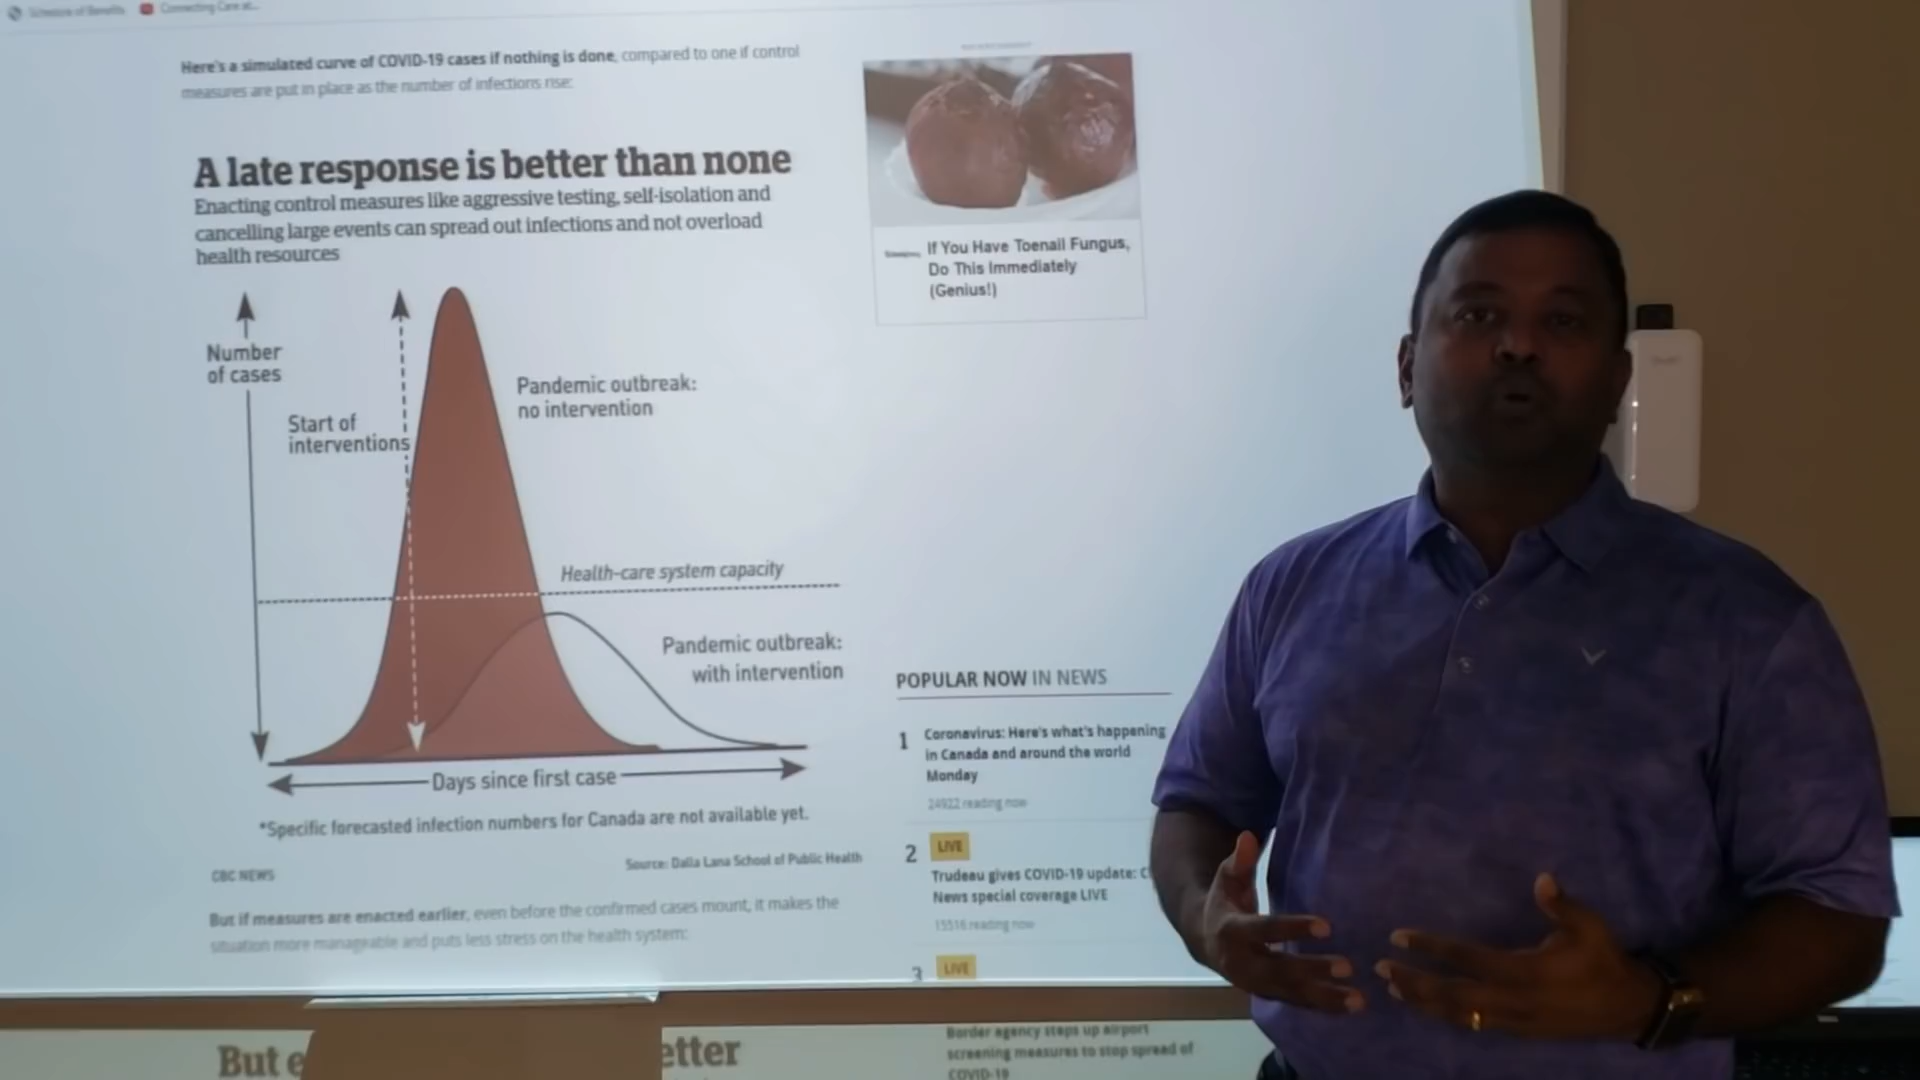 Schedule of Benefits
Connecting Care at...
Here's a simulated curve of COVID-19 cases if nothing is done, compared to one if control
measures are put in place as the number of infections rise:
A late response is better than none
Enacting control measures like aggressive testing, self-isolation and
cancelling large events can spread out infections and not overload
health resources
Number
of cases
Start of
interventions
Pandemic outbreak:
no intervention
Health-care system capacity
Pandemic outbreak:
with intervention
Days since first case
*Specific forecasted infection numbers for Canada are not available yet.
CBC NEWS
Source: Dalla Lana School of Public Health
But if measures are enacted earlier, even before the confirmed cases mount, it makes the
situation more manageable and puts less stress on the health system:
If You Have Toenail Fungus,
Do This Immediately
(Genius!)
POPULAR NOW IN NEWS
1
Coronavirus: Here's what's happening
in Canada and around the world
Monday
24922 reading now
2
LIVE
Trudeau gives COVID-19 update: C
News special coverage LIVE
15516 reading now
3
LIVE
But e
etter
Border agency steps up airport
screening measures to stop spread of
COVID-19